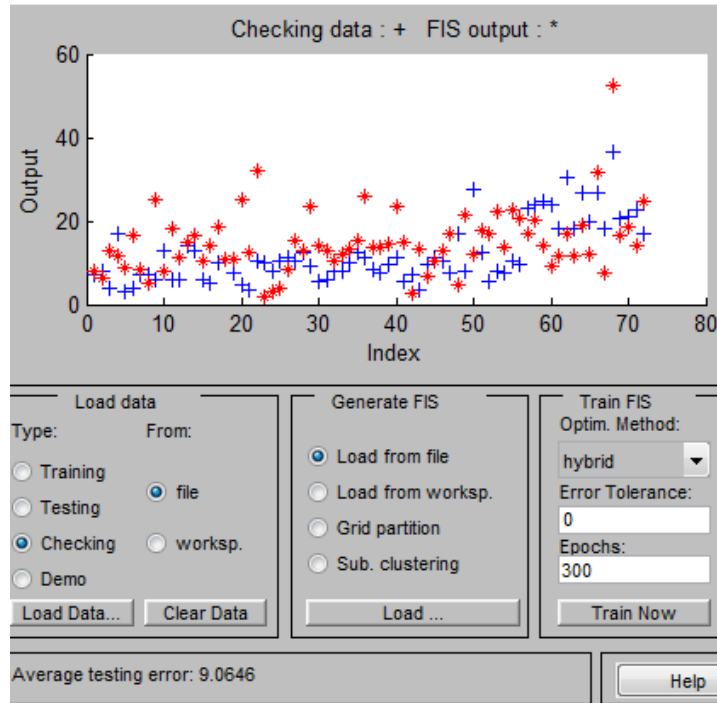 Checking data : + FIS output : *
60
40
20
0
Output
0 10 20 30 40 50 60 70 80
Index
Load data
Type: From:
Training
Testing
Checking
Demo
file
worksp.
Load Data... Clear Data
Generate FIS
Load from file
Load from worksp.
Grid partition
Sub. clustering
Load ...
Train FIS
Optim. Method:
hybrid
Error Tolerance:
0
Epochs:
300
Train Now
Average testing error: 9.0646
Help